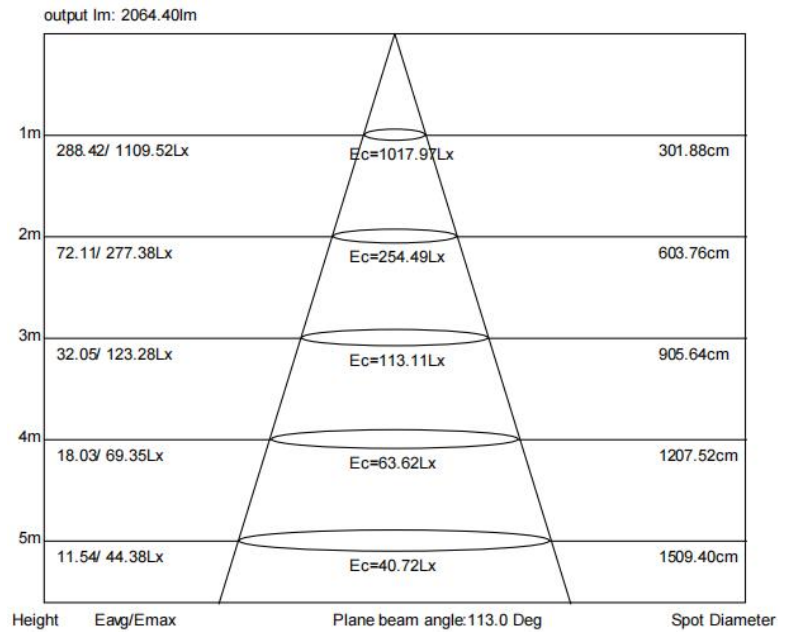 output lm: 2064.40lm
1m
288.42/ 1109.52Lx
Ec=1017.97Lx
301.88cm
2m
72.11/ 277.38Lx
Ec=254.49Lx
603.76cm
3m
32.05/ 123.28Lx
Ec=113.11Lx
905.64cm
4m
18.03/ 69.35Lx
Ec=63.62Lx
1207.52cm
5m
11.54/ 44.38Lx
Ec=40.72Lx
1509.40cm
Height Eavg/Emax Plane beam angle:113.0 Deg Spot Diameter